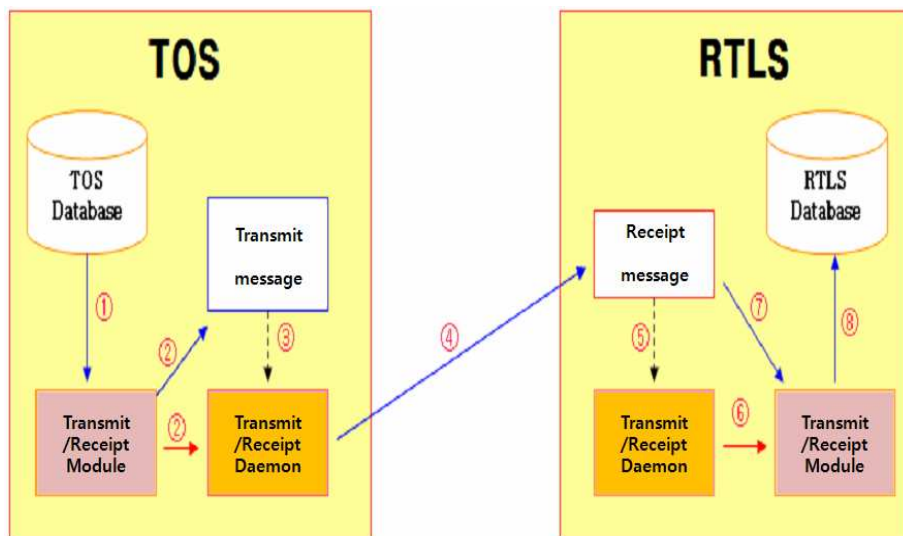 TOS
RTLS
TOS
Database
Transmit
message
①
②
③
②
Transmit
/Receipt
Module
Transmit
/Receipt
Daemon
④
Receipt
message
RTLS
Database
⑤
⑦
⑧
⑥
Transmit
/Receipt
Daemon
Transmit
/Receipt
Module